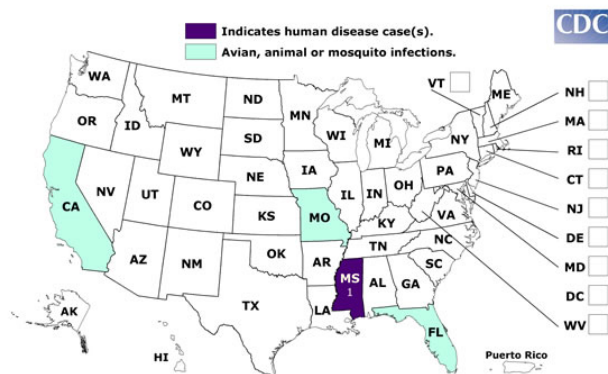 Indicates human disease case(s).
Avian, animal or mosquito infections.
CDC
WA
MT
ND
MN
VT
ME
NH
OR
ID
SD
WI
MI
NY
MA
WY
RI
IA
NE
PA
CT
NV
UT
CO
IL
IN
OH
NJ
CA
KS
MO
KY
VA
DE
NC
MD
AZ
NM
OK
AR
TN
SC
DC
MS
1
AL
GA
WV
TX
LA
AK
FL
HI
Puerto Rico